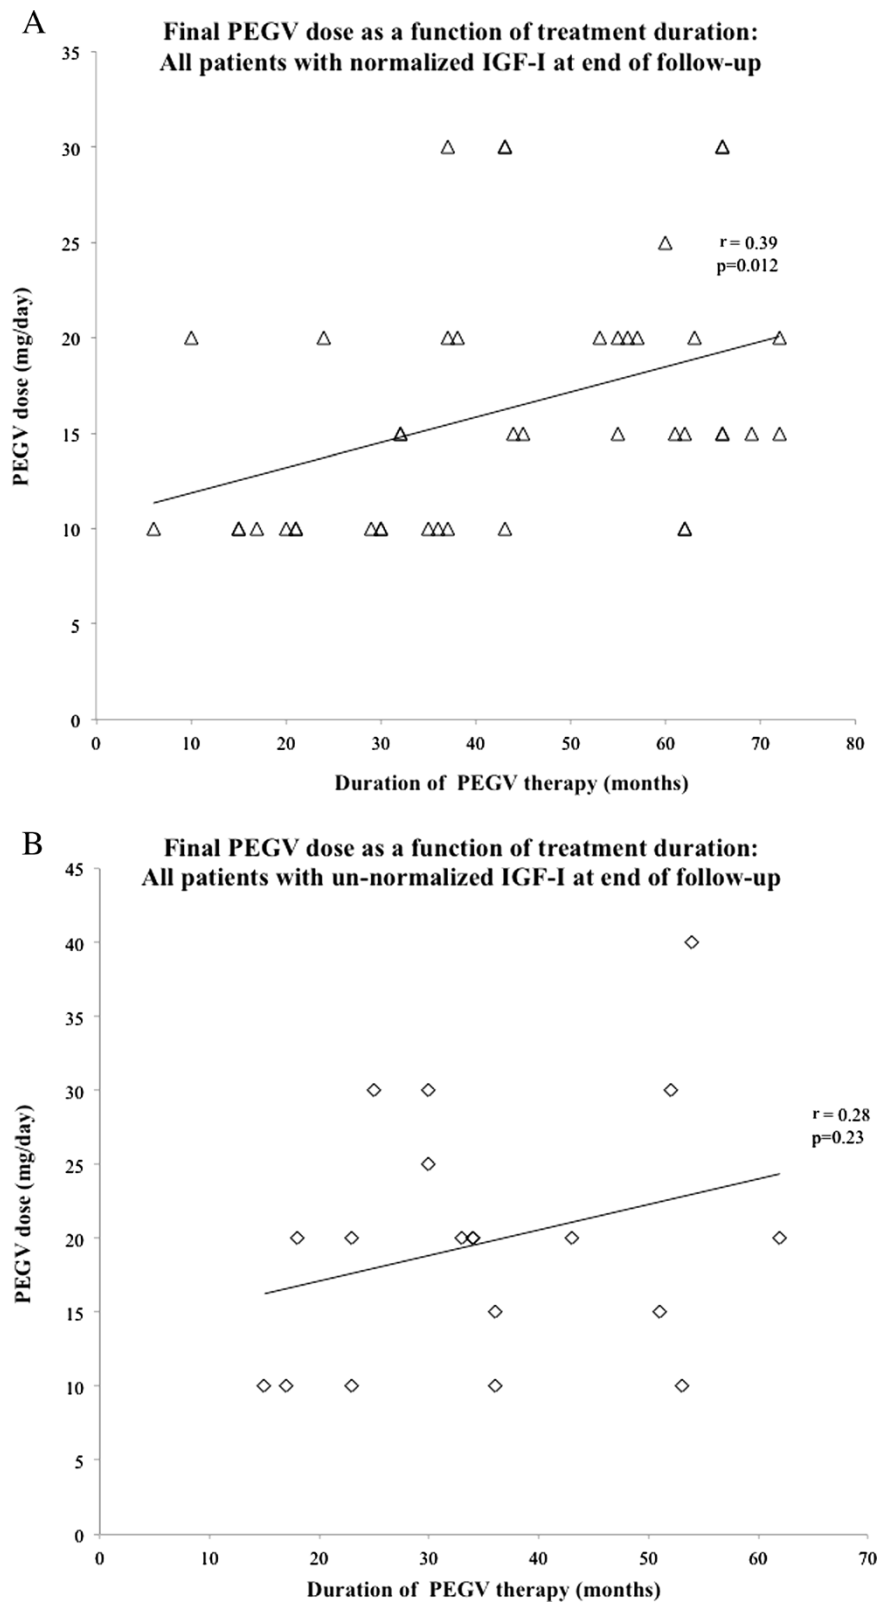 A
Final PEGV dose as a function of treatment duration:
All patients with normalized IGF-I at end of follow-up
35
30
25
20
15
10
5
0
PEGV dose (mg/day)
r = 0.39
p=0.012
0 10 20 30 40 50 60 70 80
Duration of PEGV therapy (months)
B
Final PEGV dose as a function of treatment duration:
All patients with un-normalized IGF-I at end of follow-up
45
40
35
30
25
20
15
10
5
0
PEGV dose (mg/day)
r = 0.28
p=0.23
0 10 20 30 40 50 60 70
Duration of PEGV therapy (months)